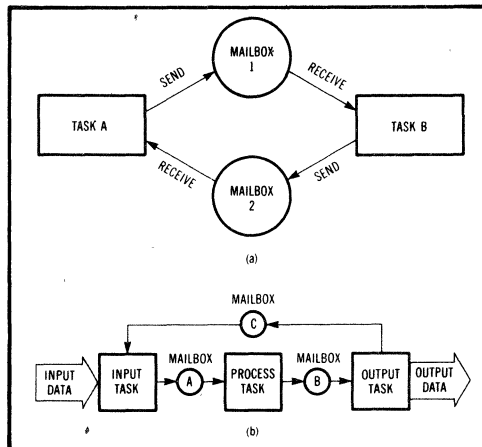 MAILBOX
1
SEND
RECEIVE
TASK A
TASK B
RECEIVE
SEND
MAILBOX
2
(a)
MAILBOX
C
INPUT
DATA
INPUT
TASK
MAILBOX
A
PROCESS
TASK
MAILBOX
B
OUTPUT
TASK
OUTPUT
DATA
(b)